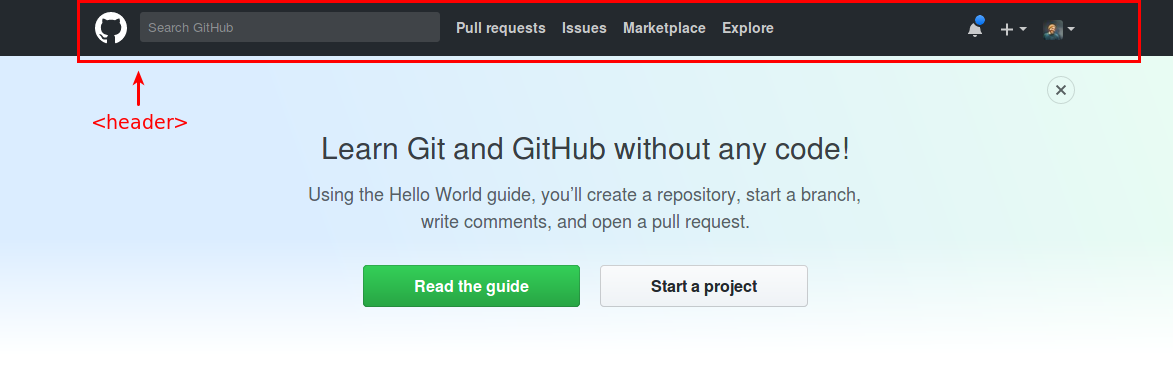 Search GitHub Pull requests Issues Marketplace Explore
<header>
Learn Git and GitHub without any code!
Using the Hello World guide, you’ll create a repository, start a branch,
write comments, and open a pull request.
Read the guide Start a project